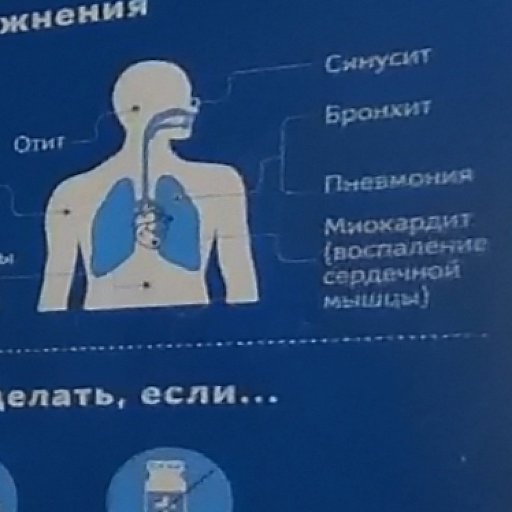 жнения
Синусит
Бронхит
Отит
Пневмония
Миокардит
(воспаление
сердечной
мышцы)
ы
делать, если...